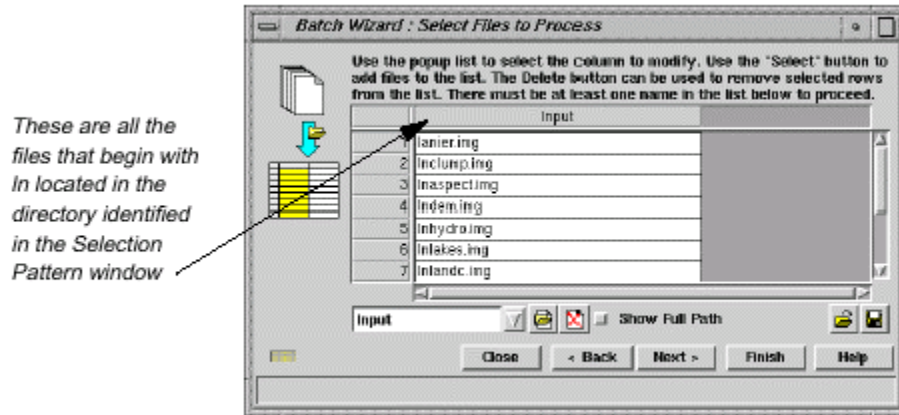 Batch Wizard : Select Files to Process
Use the popup list to select the column to modify. Use the "Select" button to
add files to the list. The Delete button can be used to remove selected rows
from the list. There must be at least one name in the list below to proceed.
These are all the
files that begin with
ln located in the
directory identified
in the Selection
Pattern window
Input
1 lanier.img
2 lnclump.img
3 lnaspect.img
4 lndem.img
5 lnhydro.img
6 lnlakes.img
7 lnlandc.img
Input
Show Full Path
Close < Back Next > Finish Help